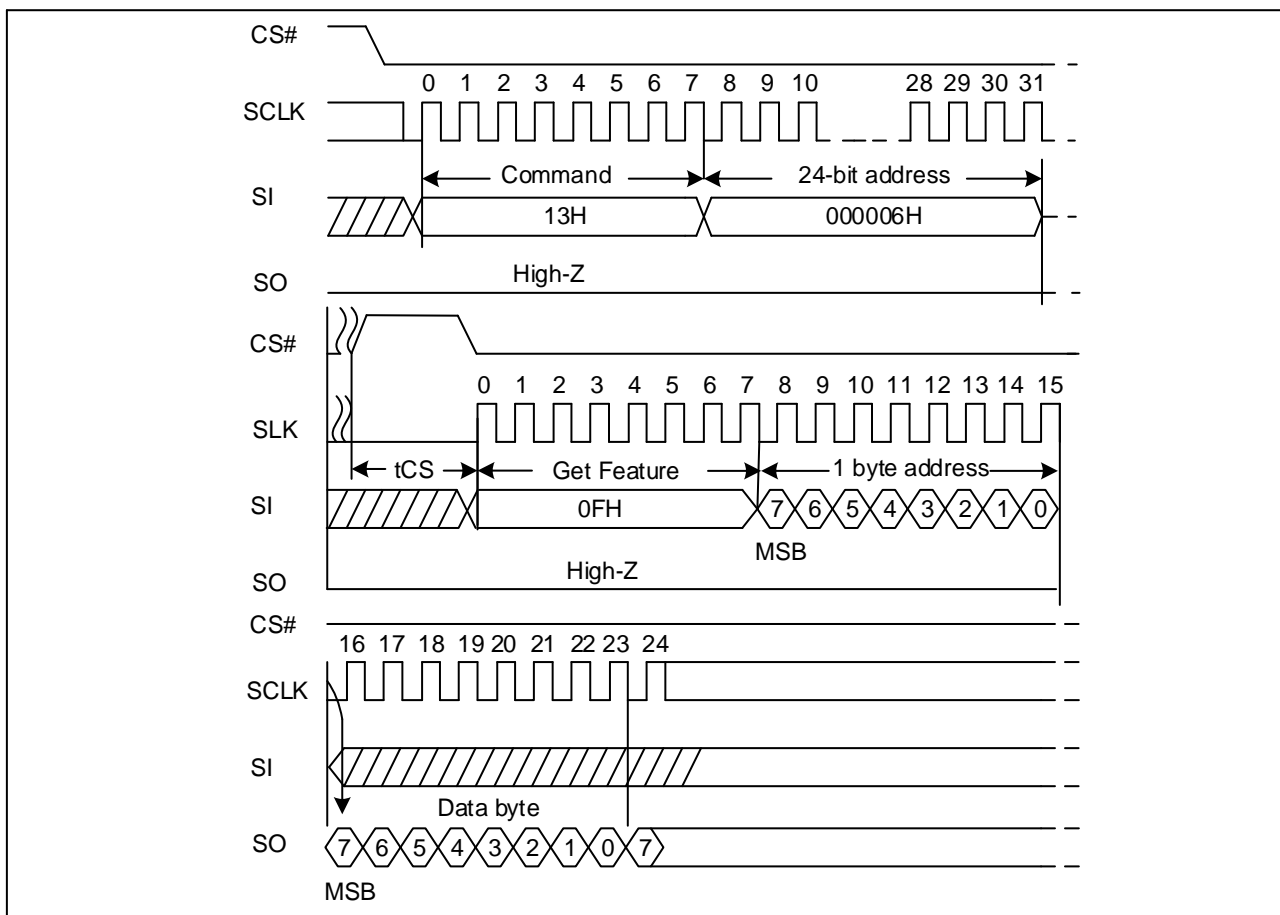 CS#
0 1 2 3 4 5 6 7 8 9 10 28 29 30 31
SCLK
Command 24-bit address
SI
13H 000006H
High-Z
SO
CS#
0 1 2 3 4 5 6 7 8 9 10 11 12 13 14 15
SLK
tCS Get Feature 1 byte address
SI 0FH 7 6 5 4 3 2 1 0
MSB
High-Z
SO
CS#
16 17 18 19 20 21 22 23 24
SCLK
SI
Data byte
SO 7 6 5 4 3 2 1 0 7
MSB